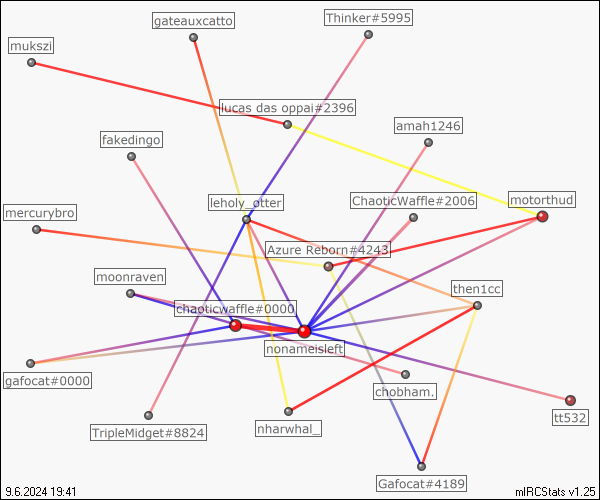 gateauxcatto
Thinker#5995
mukszi
lucas das oppai#2396
amah1246
fakedingo
leholy_otter
ChaoticWaffle#2006
motorthud
mercurybro
Azure Reborn#4243
moonraven
then1cc
chaoticwaffle#0000
nonameisleft
gafocat#0000
chobham.
tt532
TripleMidget#8824
nharwhal_
Gafocat#4189
9.6.2024 19:41
mIRCStats v1.25